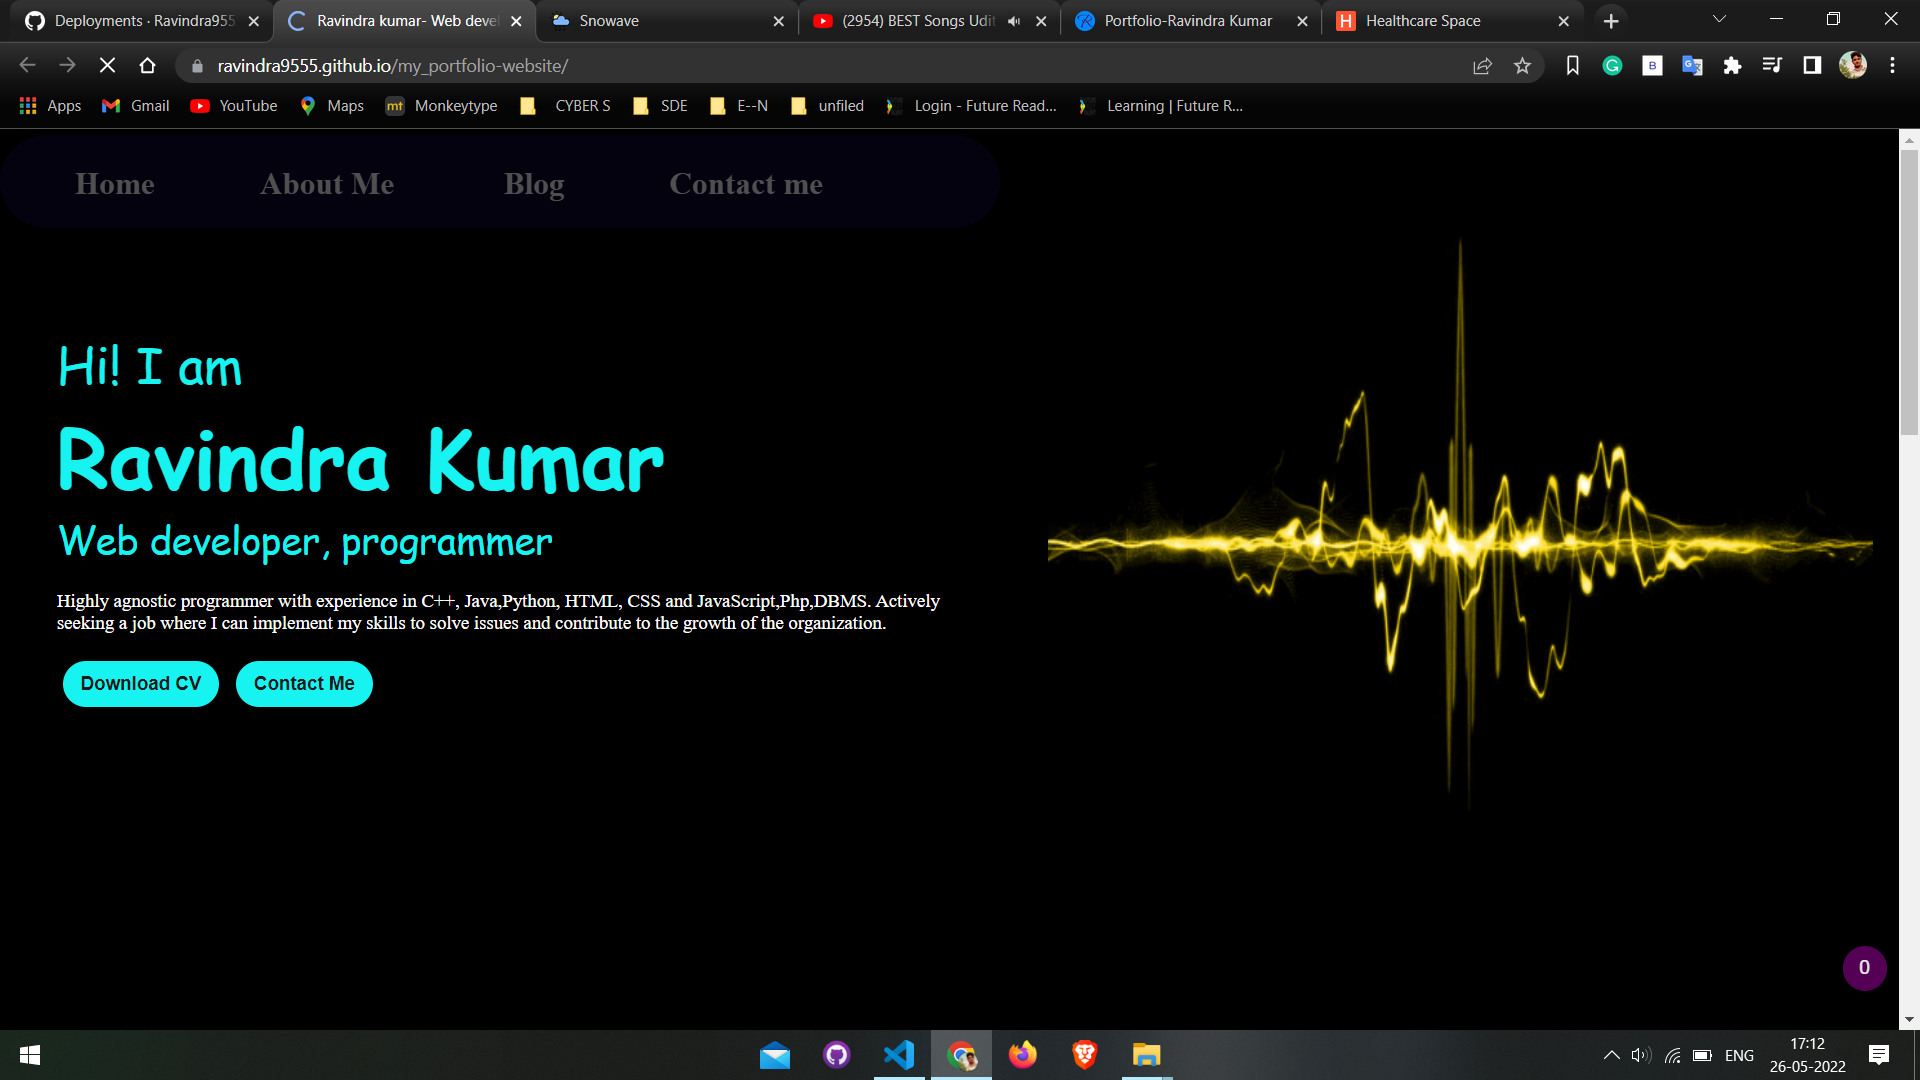 Deployments · Ravindra955
Ravindra kumar- Web devel
Snowave
(2954) BEST Songs Udit
Portfolio-Ravindra Kumar
H Healthcare Space
ravindra9555.github.io/my_portfolio-website/
Apps Gmail YouTube Maps mt Monkeytype CYBER S SDE E--N unfiled Login - Future Read... Learning | Future R...
Home About Me Blog Contact me
Hi! I am
Ravindra Kumar
Web developer, programmer
Highly agnostic programmer with experience in C++, Java,Python, HTML, CSS and JavaScript,Php,DBMS. Actively
seeking a job where I can implement my skills to solve issues and contribute to the growth of the organization.
Download CV Contact Me
0
ENG
17:12
26-05-2022